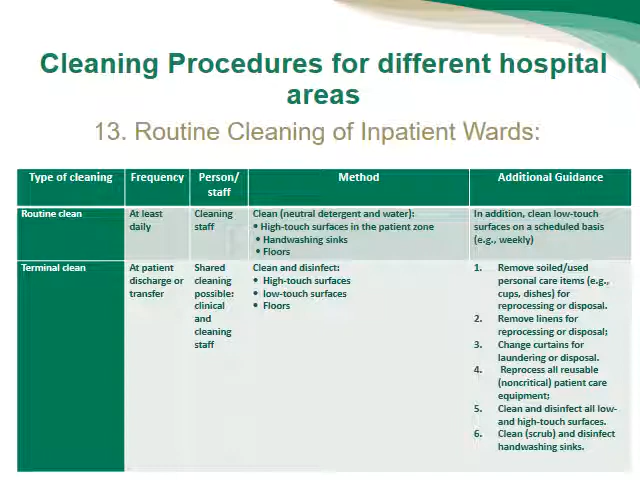 Cleaning Procedures for different hospital
areas
13. Routine Cleaning of Inpatient Wards:
Type of cleaning
Frequency
Person/
staff
Method
Additional Guidance
Routine clean
At least
daily
Cleaning
staff
Clean (neutral detergent and water):
• High-touch surfaces in the patient zone
• Handwashing sinks
• Floors
In addition, clean low-touch
surfaces on a scheduled basis
(e.g., weekly)
Terminal clean
At patient
discharge or
transfer
Shared
cleaning
possible:
clinical
and
cleaning
staff
Clean and disinfect:
• High-touch surfaces
• low-touch surfaces
• Floors
1. Remove soiled/used
personal care items (e.g.,
cups, dishes) for
reprocessing or disposal.
2. Remove linens for
reprocessing or disposal;
3. Change curtains for
laundering or disposal.
4. Reprocess all reusable
(noncritical) patient care
equipment;
5. Clean and disinfect all low-
and high-touch surfaces.
6. Clean (scrub) and disinfect
handwashing sinks.